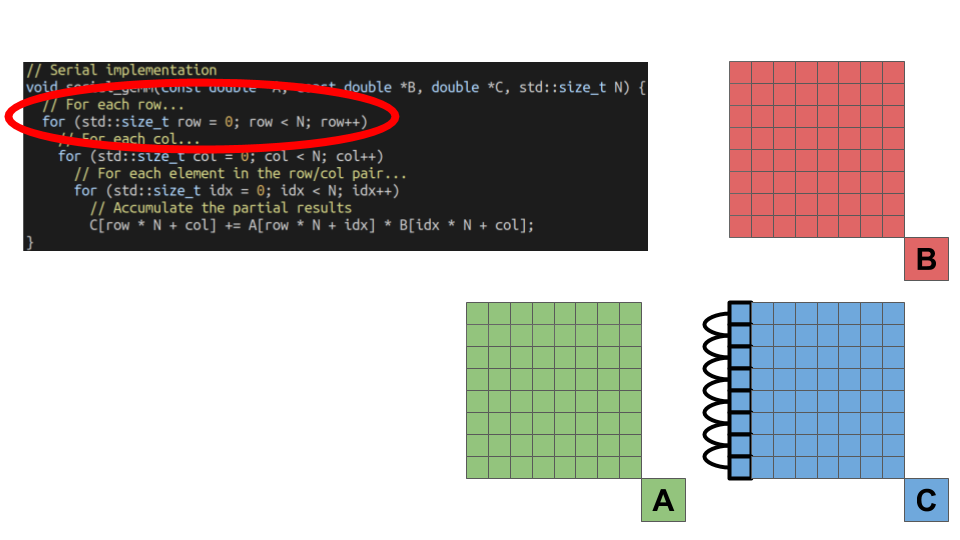 // Serial implementation
void serial_gemm(const double *A, const double *B, double *C, std::size_t N) {
// For each row...
for (std::size_t row = 0; row < N; row++)
// For each col...
for (std::size_t col = 0; col < N; col++)
// For each element in the row/col pair...
for (std::size_t idx = 0; idx < N; idx++)
// Accumulate the partial results
C[row * N + col] += A[row * N + idx] * B[idx * N + col];
}
B
A
C